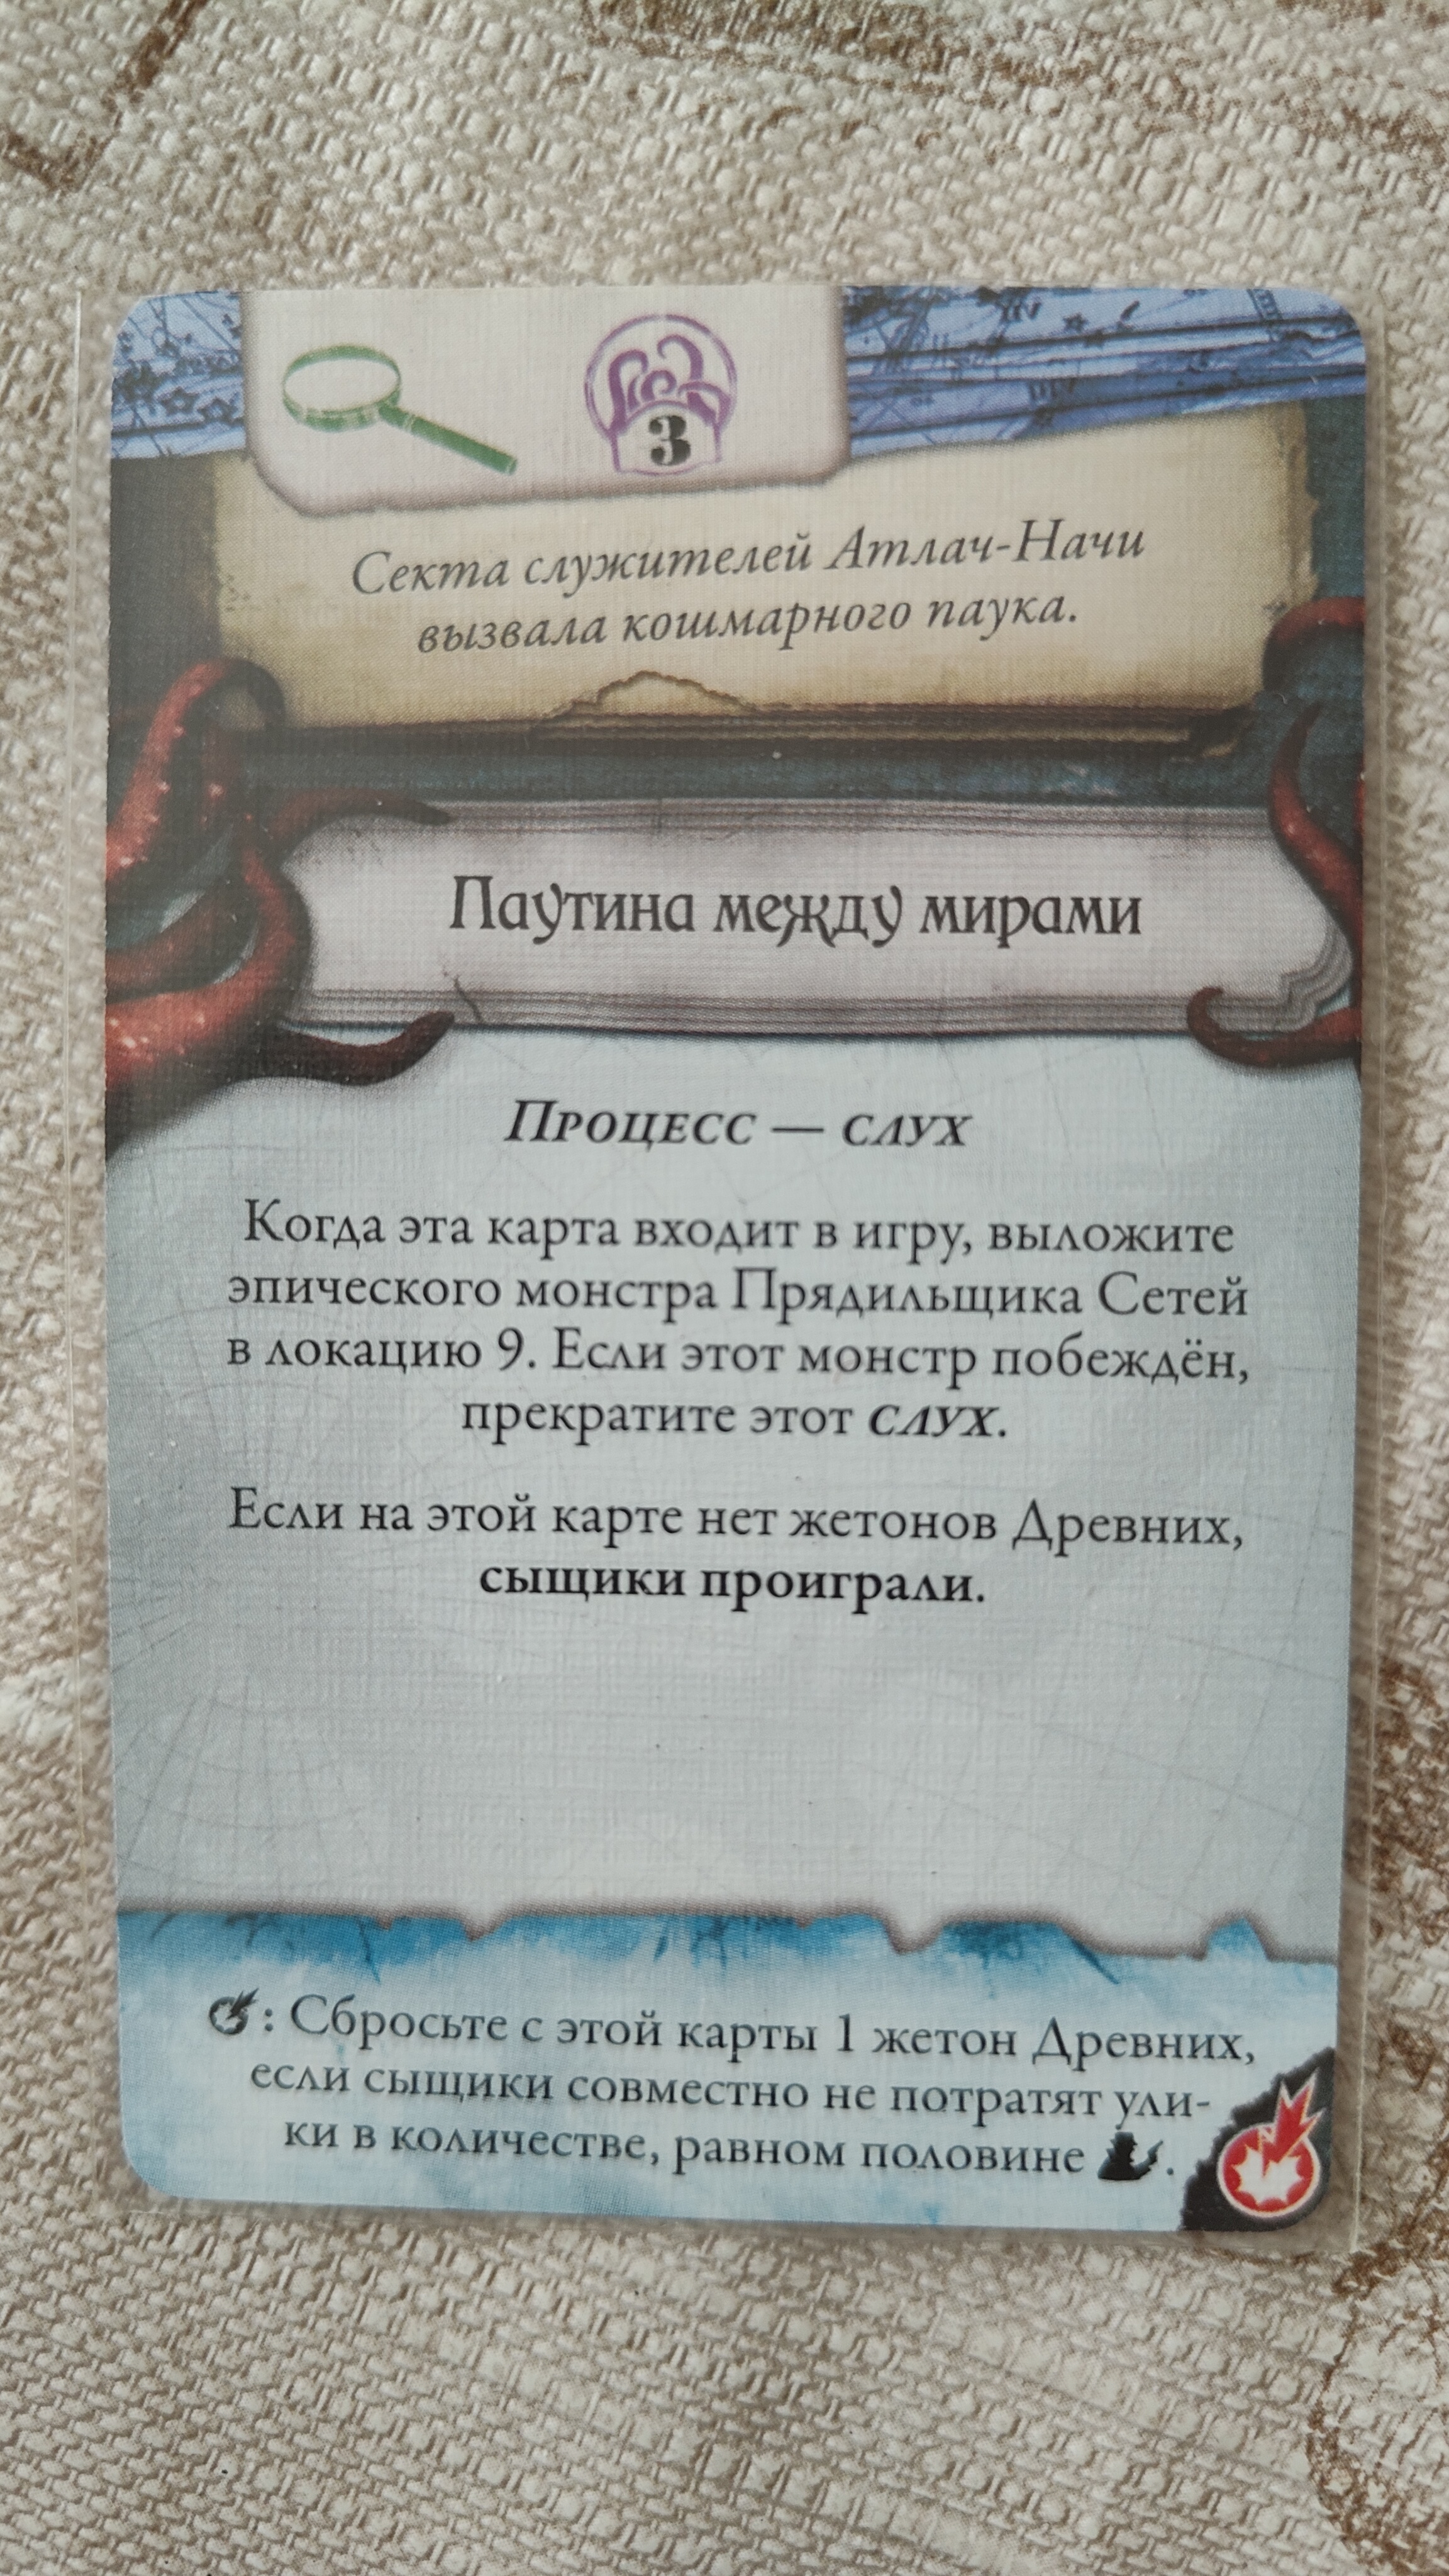 3
Секта служителей Атлач-Начи
вызвала кошмарного паука.
Паутина между мирами
Процесс — слух
Когда эта карта входит в игру, выложите
эпического монстра Прядильщика Сетей
в локацию 9. Если этот монстр побеждён,
прекратите этот слух.
Если на этой карте нет жетонов Древних,
сыщики проиграли.
: Сбросьте с этой карты 1 жетон Древних,
если сыщики совместно не потратят ули-
ки в количестве, равном половине .